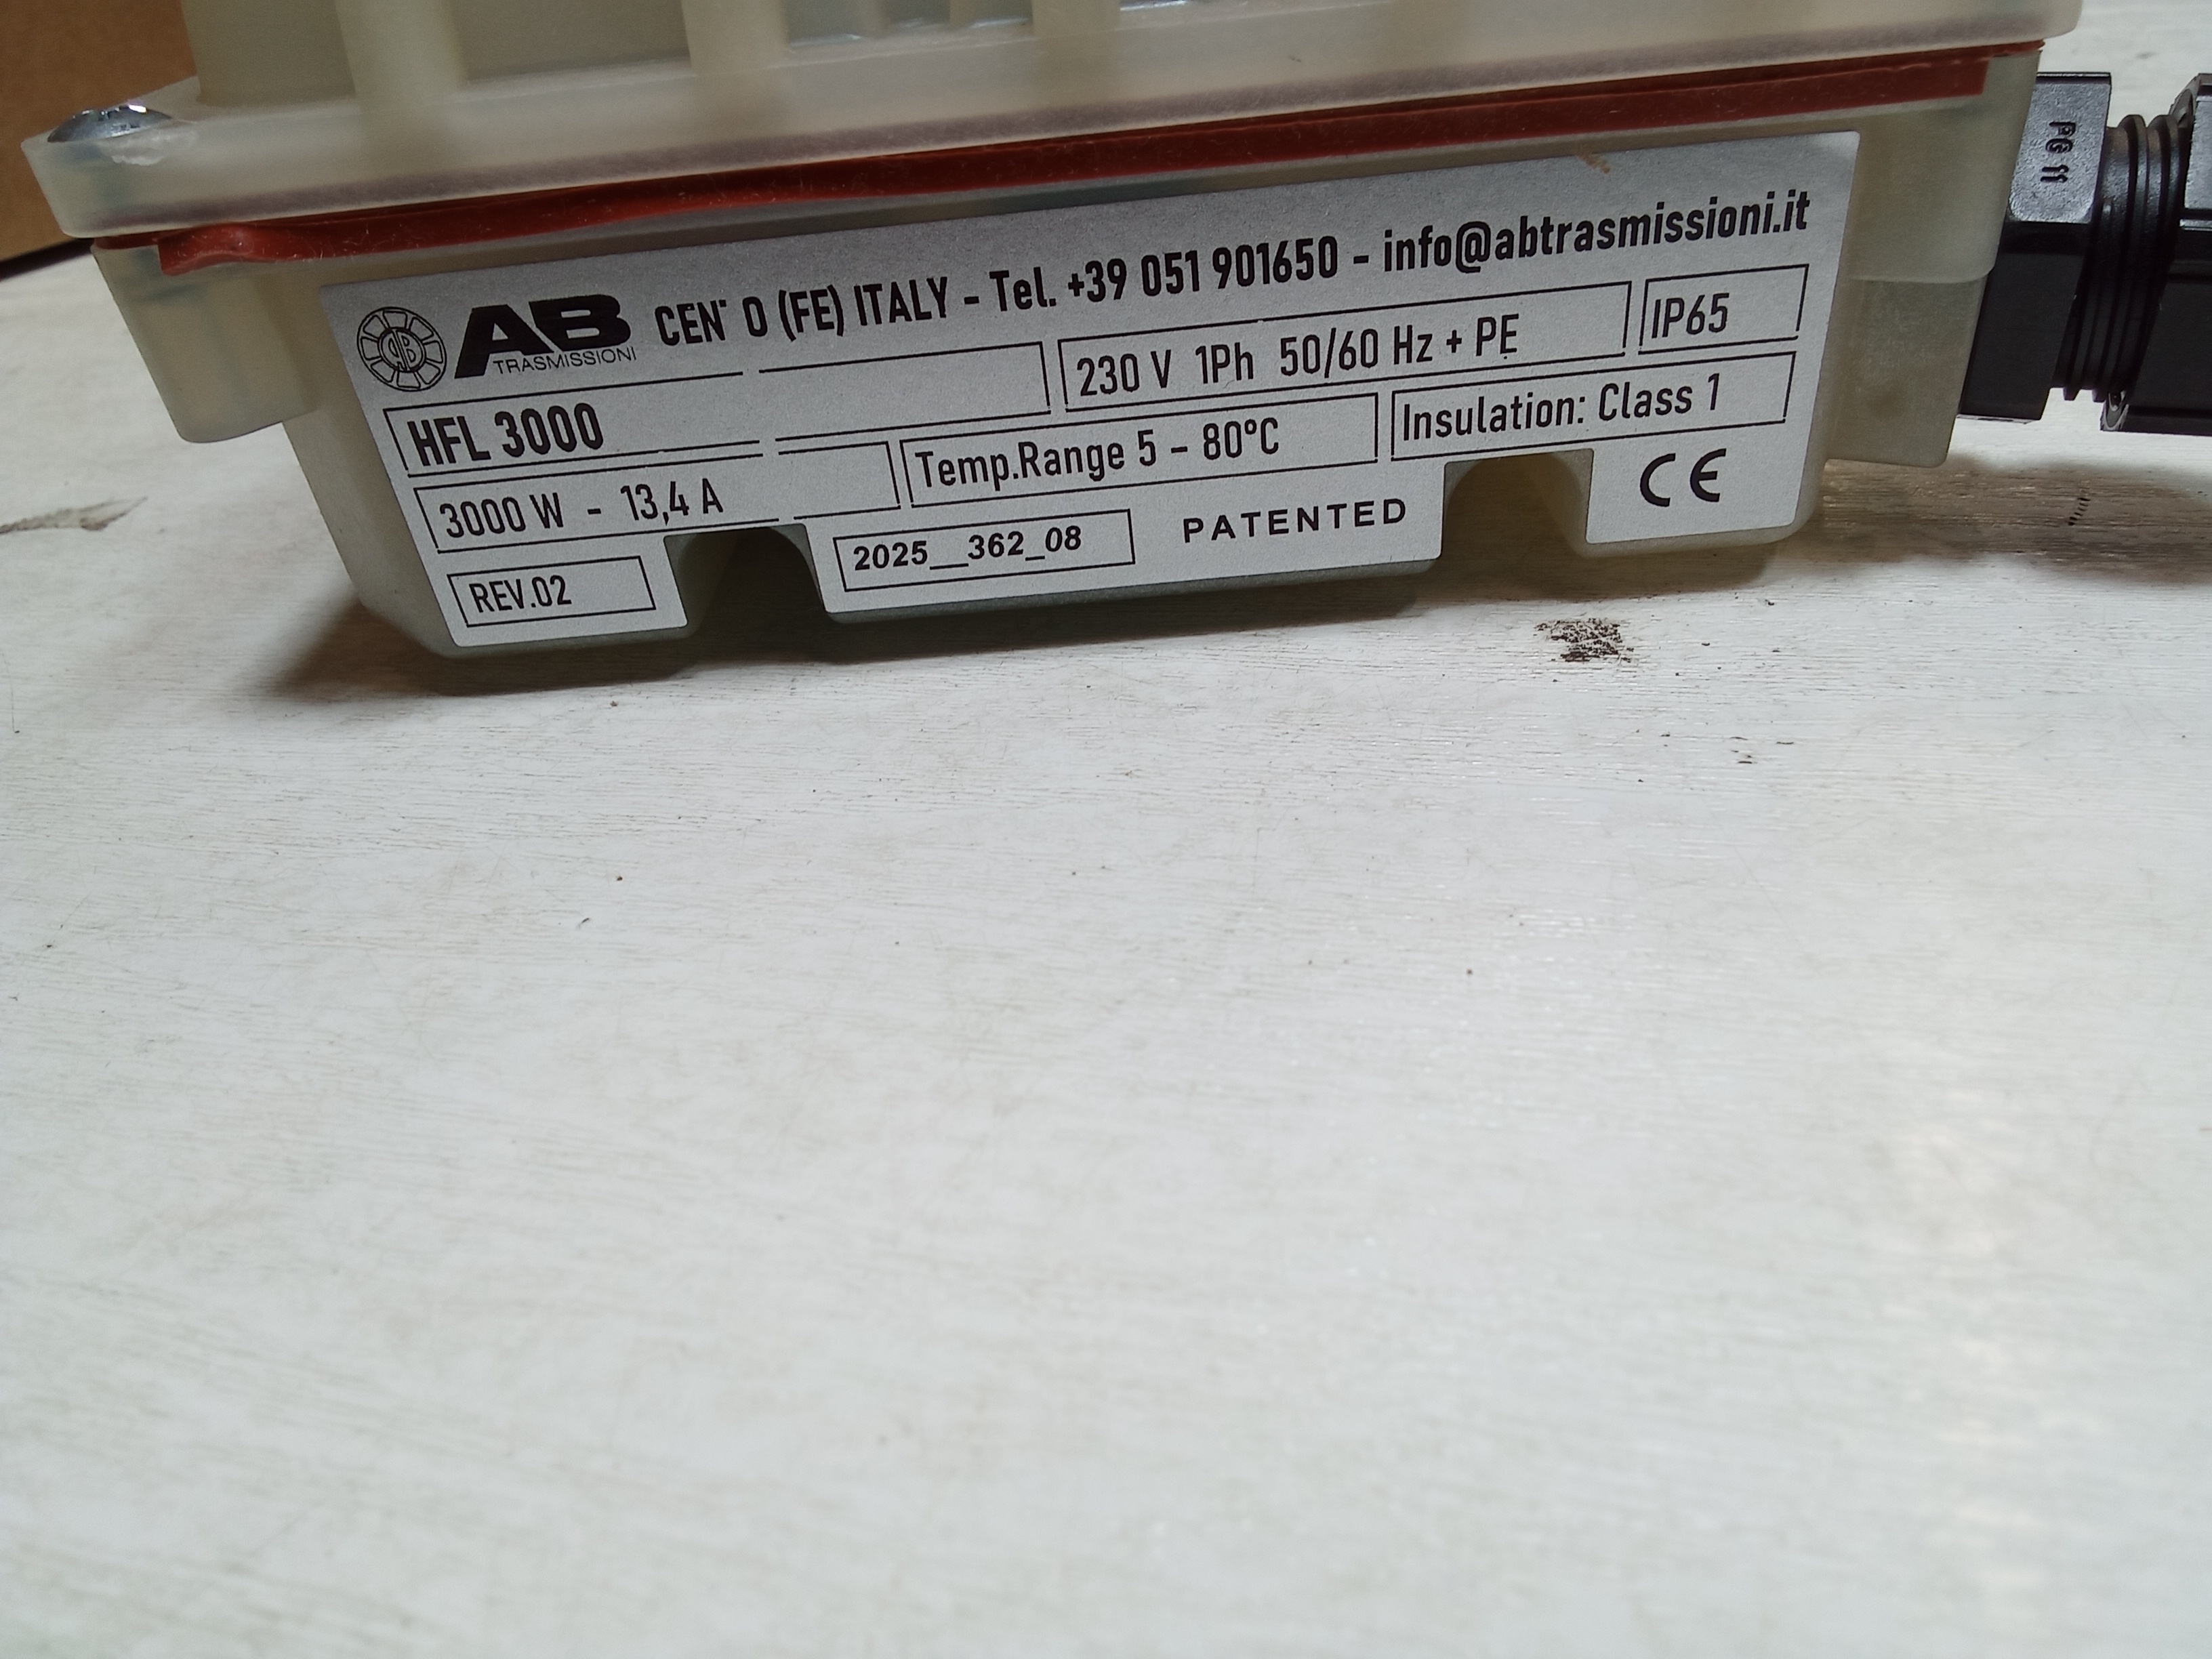 AB TRASMISSIONI CEN O (FE) ITALY - Tel. +39 051 901650 - info@abtrasmissioni.it
HFL 3000 230 V 1Ph 50/60 Hz + PE IP65
3000 W - 13,4 A Temp.Range 5 - 80°C Insulation: Class 1
REV.02 2025__362_08 PATENTED CE
PG 11